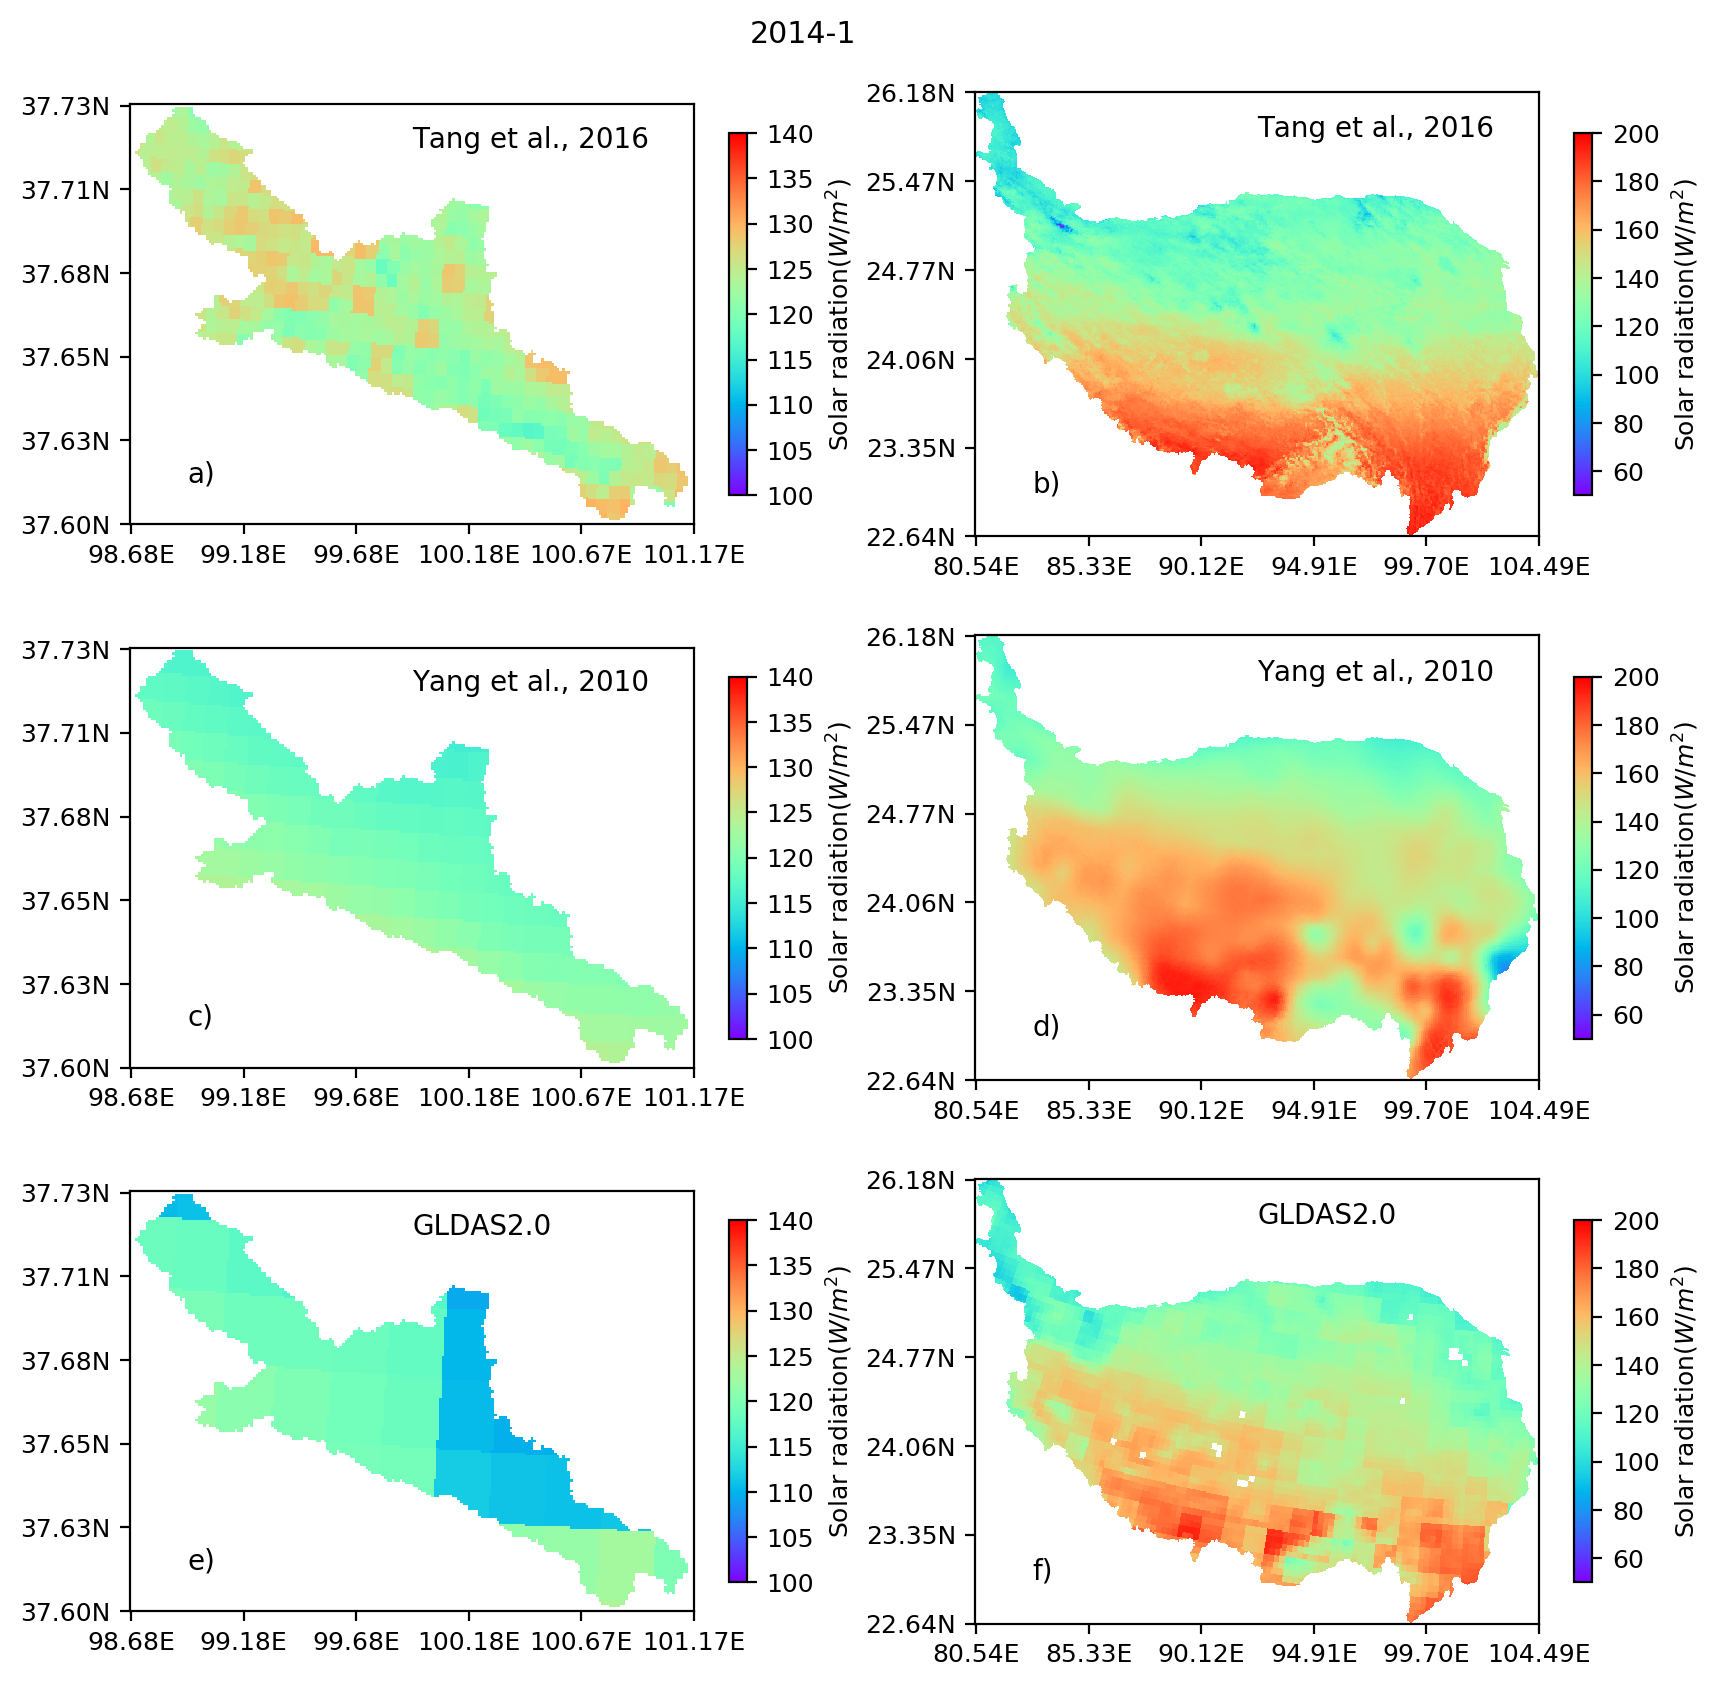 2014-1
37.73N
37.71N
37.68N
37.65N
37.63N
37.60N
98.68E 99.18E 99.68E 100.18E 100.67E 101.17E
Tang et al., 2016
a)
140
135
130
125
120
115
110
105
100
Solar radiation(W/m²)
26.18N
25.47N
24.77N
24.06N
23.35N
22.64N
80.54E 85.33E 90.12E 94.91E 99.70E 104.49E
Tang et al., 2016
b)
200
180
160
140
120
100
80
60
Solar radiation(W/m²)
37.73N
37.71N
37.68N
37.65N
37.63N
37.60N
98.68E 99.18E 99.68E 100.18E 100.67E 101.17E
Yang et al., 2010
c)
140
135
130
125
120
115
110
105
100
Solar radiation(W/m²)
26.18N
25.47N
24.77N
24.06N
23.35N
22.64N
80.54E 85.33E 90.12E 94.91E 99.70E 104.49E
Yang et al., 2010
d)
200
180
160
140
120
100
80
60
Solar radiation(W/m²)
37.73N
37.71N
37.68N
37.65N
37.63N
37.60N
98.68E 99.18E 99.68E 100.18E 100.67E 101.17E
GLDAS2.0
e)
140
135
130
125
120
115
110
105
100
Solar radiation(W/m²)
26.18N
25.47N
24.77N
24.06N
23.35N
22.64N
80.54E 85.33E 90.12E 94.91E 99.70E 104.49E
GLDAS2.0
f)
200
180
160
140
120
100
80
60
Solar radiation(W/m²)